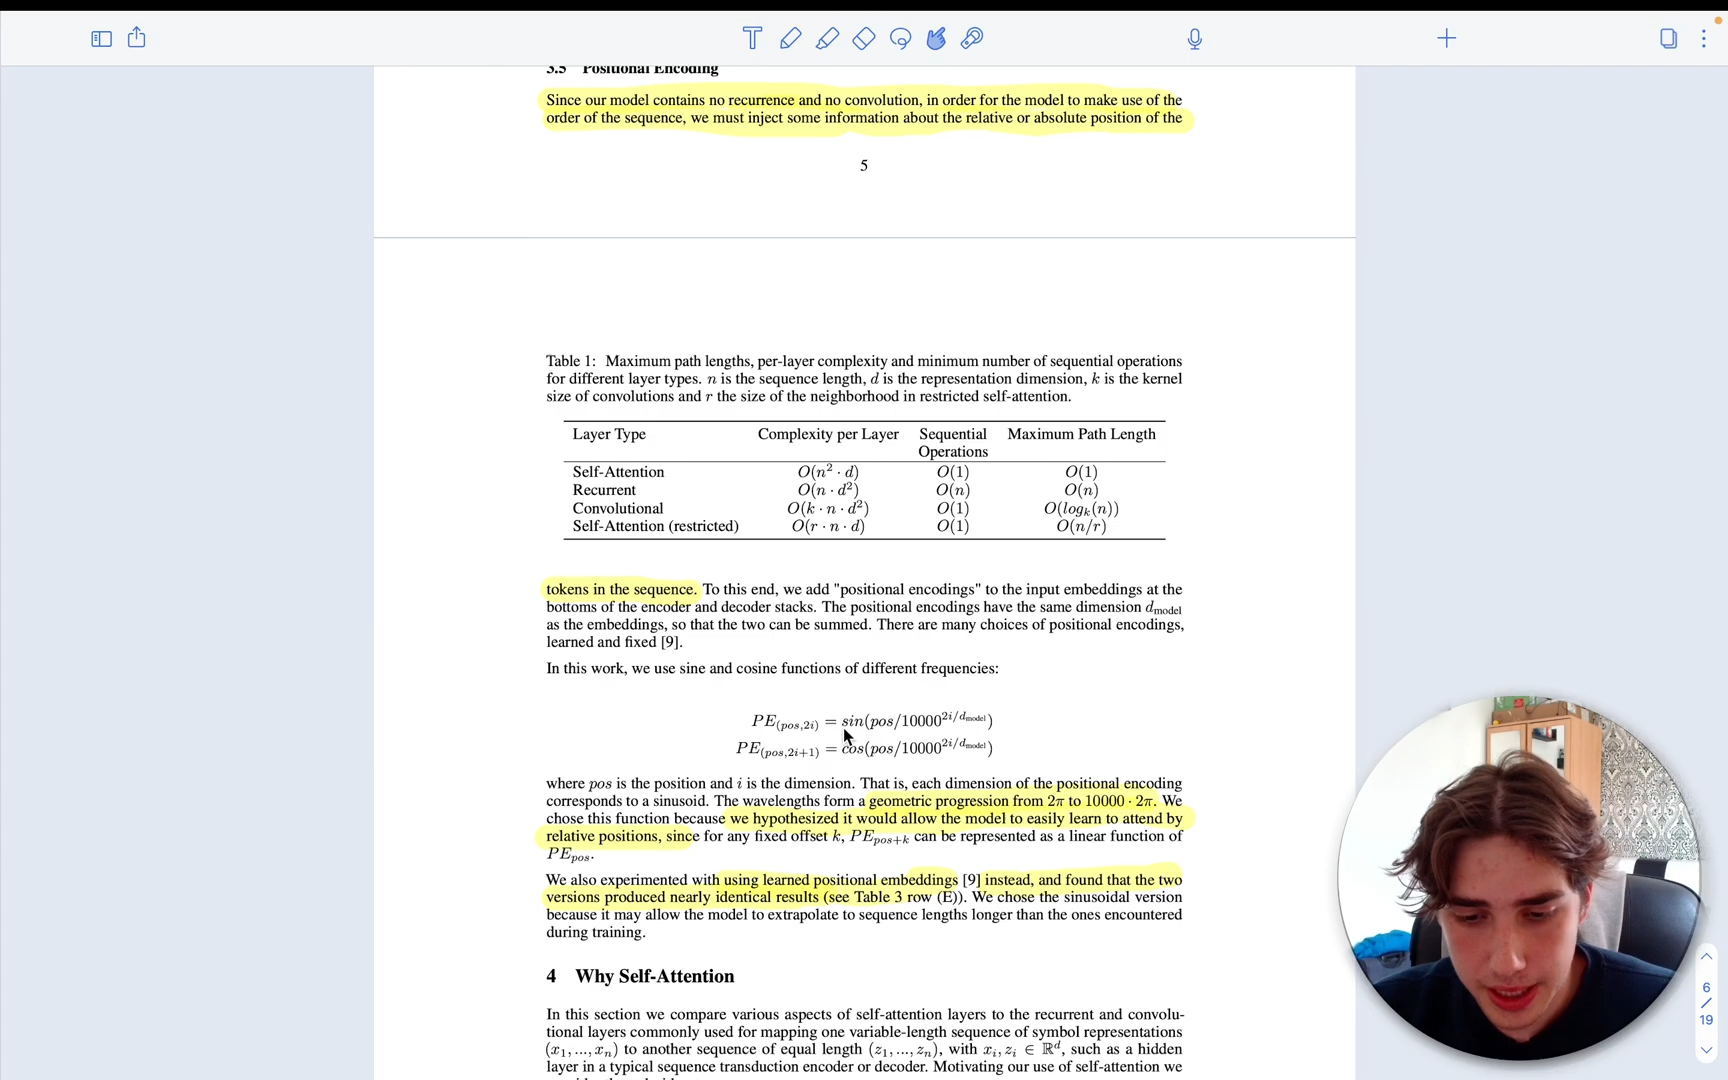 3.5 Positional Encoding
Since our model contains no recurrence and no convolution, in order for the model to make use of the
order of the sequence, we must inject some information about the relative or absolute position of the
5
Table 1: Maximum path lengths, per-layer complexity and minimum number of sequential operations
for different layer types. n is the sequence length, d is the representation dimension, k is the kernel
size of convolutions and r the size of the neighborhood in restricted self-attention.
Layer Type Complexity per Layer Sequential Maximum Path Length
Operations
Self-Attention O(n² · d) O(1) O(1)
Recurrent O(n · d²) O(n) O(n)
Convolutional O(k · n · d²) O(1) O(logₖ(n))
Self-Attention (restricted) O(r · n · d) O(1) O(n/r)
tokens in the sequence. To this end, we add "positional encodings" to the input embeddings at the
bottoms of the encoder and decoder stacks. The positional encodings have the same dimension d_model
as the embeddings, so that the two can be summed. There are many choices of positional encodings,
learned and fixed [9].
In this work, we use sine and cosine functions of different frequencies:
PE_(pos,2i) = sin(pos/10000^(2i/d_model))
PE_(pos,2i+1) = cos(pos/10000^(2i/d_model))
where pos is the position and i is the dimension. That is, each dimension of the positional encoding
corresponds to a sinusoid. The wavelengths form a geometric progression from 2π to 10000 · 2π. We
chose this function because we hypothesized it would allow the model to easily learn to attend by
relative positions, since for any fixed offset k, PE_pos+k can be represented as a linear function of
PE_pos.
We also experimented with using learned positional embeddings [9] instead, and found that the two
versions produced nearly identical results (see Table 3 row (E)). We chose the sinusoidal version
because it may allow the model to extrapolate to sequence lengths longer than the ones encountered
during training.
4 Why Self-Attention
In this section we compare various aspects of self-attention layers to the recurrent and convolu-
tional layers commonly used for mapping one variable-length sequence of symbol representations
(x₁, ..., xₙ) to another sequence of equal length (z₁, ..., zₙ), with xᵢ, zᵢ ∈ ℝᵈ, such as a hidden
layer in a typical sequence transduction encoder or decoder. Motivating our use of self-attention we
6
/
19